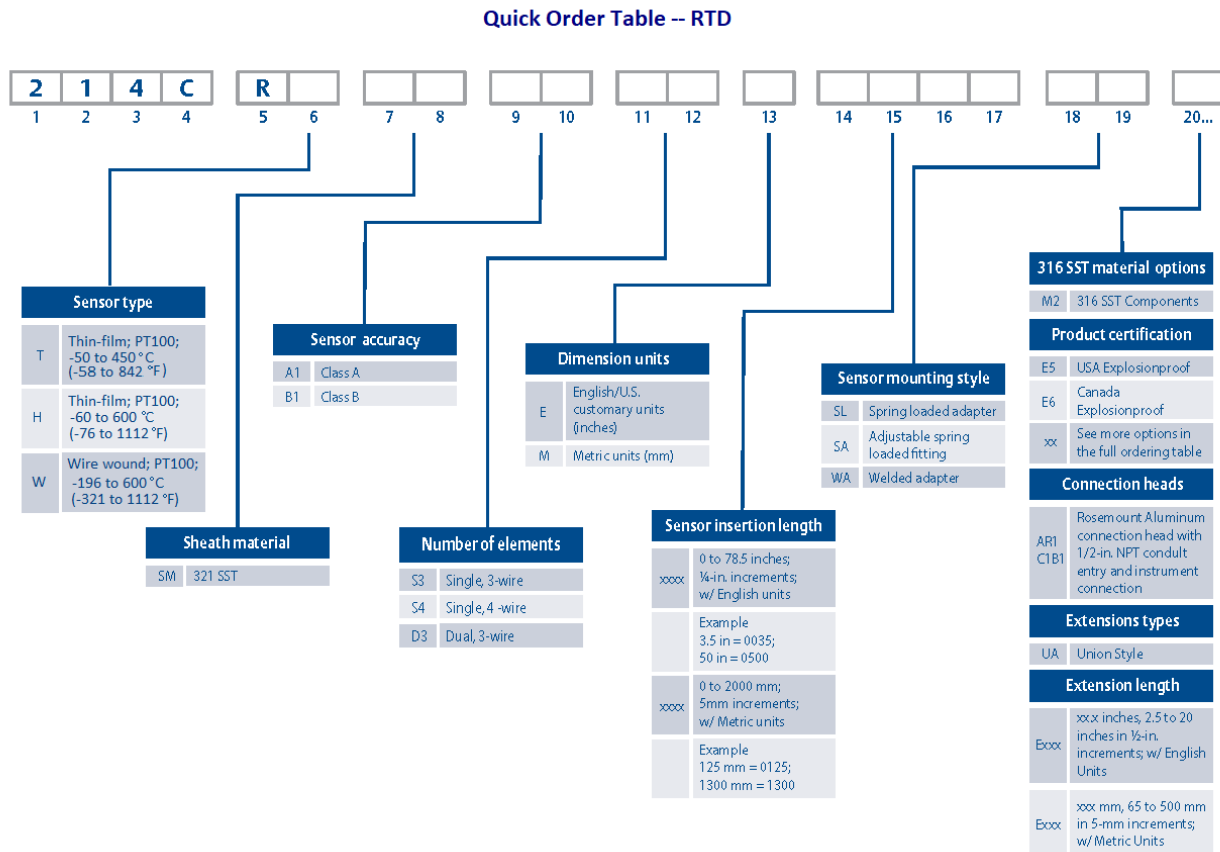 Quick Order Table -- RTD
2 1 4 C R
1 2 3 4 5 6 7 8 9 10 11 12 13 14 15 16 17 18 19 20...
Sensor type
T Thin-film; PT100;
-50 to 450 °C
(-58 to 842 °F)
H Thin-film; PT100;
-60 to 600 °C
(-76 to 1112 °F)
W Wire wound; PT100;
-196 to 600 °C
(-321 to 1112 °F)
Sheath material
SM 321 SST
Sensor accuracy
A1 Class A
B1 Class B
Number of elements
S3 Single, 3-wire
S4 Single, 4 -wire
D3 Dual, 3-wire
Dimension units
E English/U.S.
customary units
(inches)
M Metric units (mm)
Sensor insertion length
xxxx 0 to 78.5 inches;
¼-in. increments;
w/ English units
Example
3.5 in = 0035;
50 in = 0500
xxxx 0 to 2000 mm;
5mm increments;
w/ Metric units
Example
125 mm = 0125;
1300 mm = 1300
Sensor mounting style
SL Spring loaded adapter
SA Adjustable spring
loaded fitting
WA Welded adapter
316 SST material options
M2 316 SST Components
Product certification
E5 USA Explosionproof
E6 Canada
Explosionproof
xx See more options in
the full ordering table
Connection heads
AR1
C1B1
Rosemount Aluminum
connection head with
1/2-in. NPT condult
entry and instrument
connection
Extensions types
UA Union Style
Extension length
Exxx xx.x inches, 2.5 to 20
inches in ½-in.
increments; w/ English
Units
Exxx xxx mm, 65 to 500 mm
in 5-mm increments;
w/ Metric Units